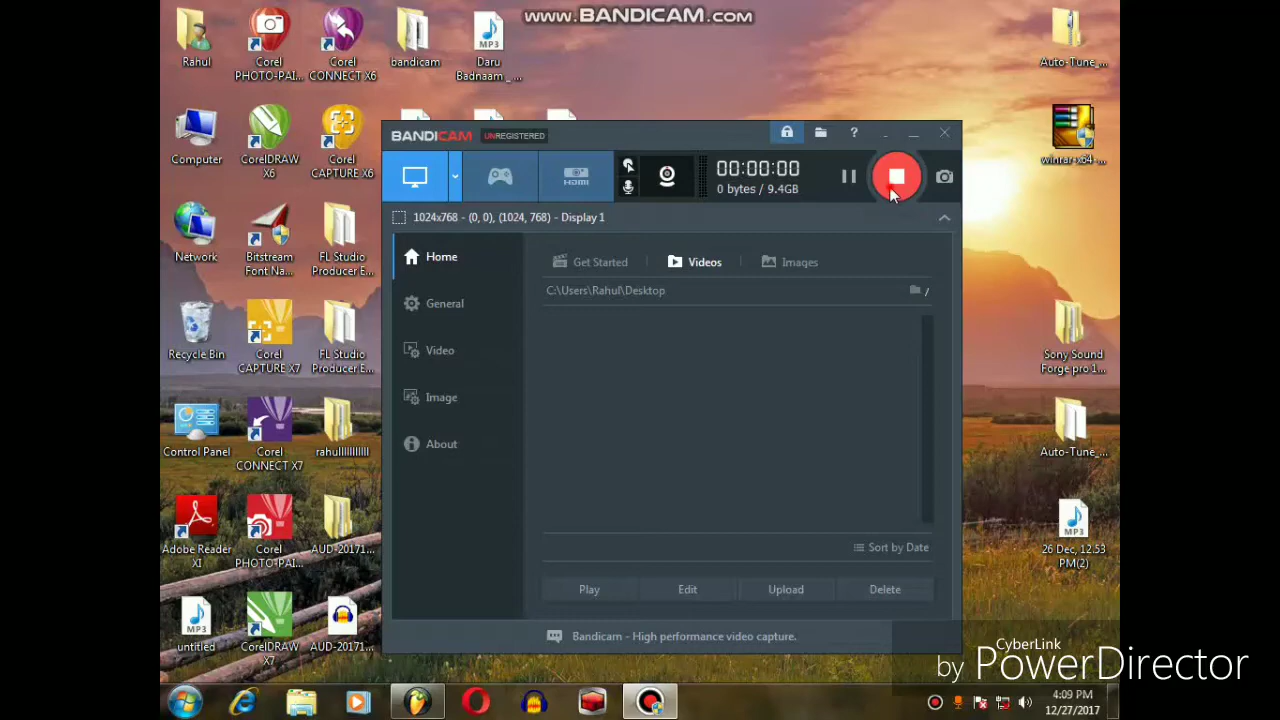 www.BANDICAM.com
Rahul
Corel
PHOTO-PAI...
Corel
CONNECT X6
bandicam
Daru
Badnaam _ ...
Auto-Tune_...
Computer
CorelDRAW
X6
Corel
CAPTURE X6
winrar-x64-...
BANDICAM UNREGISTERED
?
HDMI
00:00:00
0 bytes / 9.4GB
1024x768 - (0, 0), (1024, 768) - Display 1
Network
Bitstream
Font Na...
FL Studio
Producer E...
Home
General
Video
Image
About
Get Started
Videos
Images
C:\Users\Rahul\Desktop
/
Recycle Bin
Corel
CAPTURE X7
FL Studio
Producer E...
Sony Sound
Forge pro 1...
Control Panel
Corel
CONNECT X7
rahullllllllllll
Auto-Tune_...
Adobe Reader
XI
Corel
PHOTO-PAI...
AUD-20171...
MP3
26 Dec, 12.53
PM(2)
Sort by Date
Play
Edit
Upload
Delete
MP3
untitled
CorelDRAW
X7
AUD-20171...
Bandicam - High performance video capture.
CyberLink
by PowerDirector
4:09 PM
12/27/2017